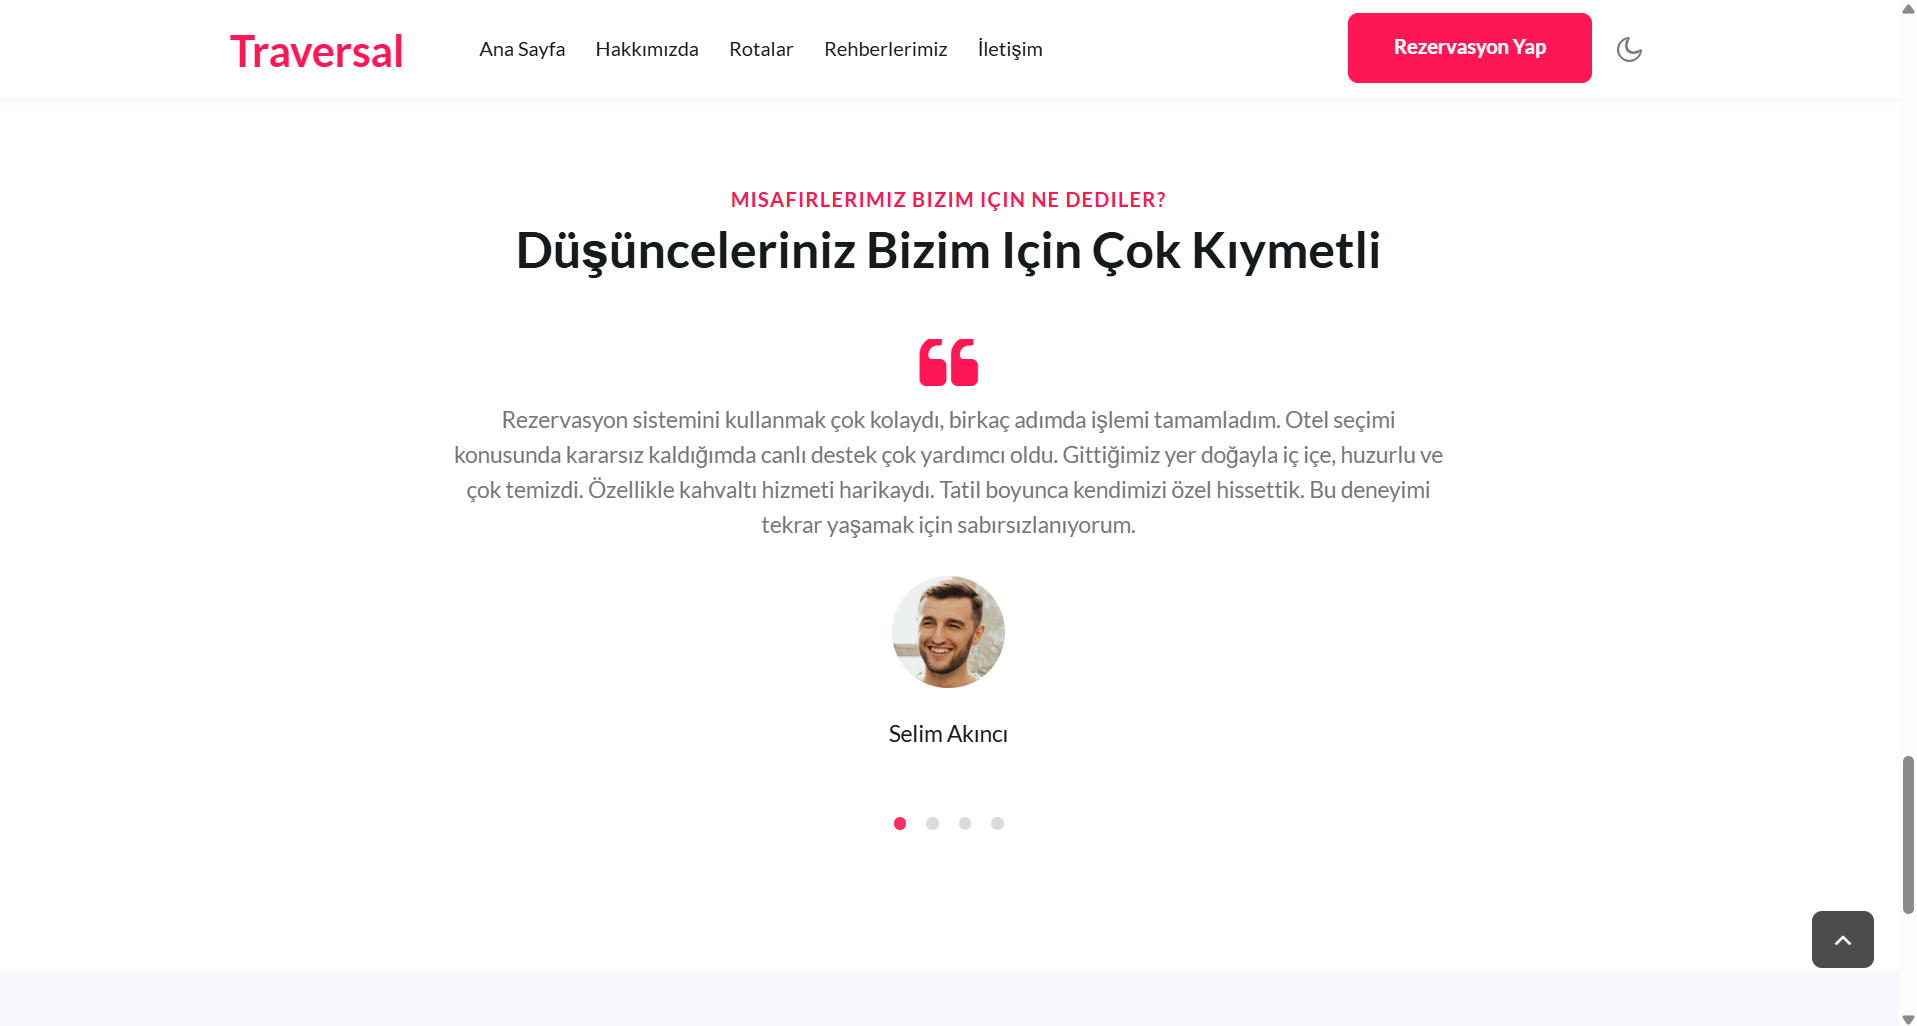 Traversal
Ana Sayfa
Hakkımızda
Rotalar
Rehberlerimiz
İletişim
Rezervasyon Yap
MISAFIRLERIMIZ BIZIM IÇIN NE DEDILER?
Düşünceleriniz Bizim Için Çok Kıymetli
Rezervasyon sistemini kullanmak çok kolaydı, birkaç adımda işlemi tamamladım. Otel seçimi
konusunda kararsız kaldığımda canlı destek çok yardımcı oldu. Gittiğimiz yer doğayla iç içe, huzurlu ve
çok temizdi. Özellikle kahvaltı hizmeti harikaydı. Tatil boyunca kendimizi özel hissettik. Bu deneyimi
tekrar yaşamak için sabırsızlanıyorum.
Selim Akıncı